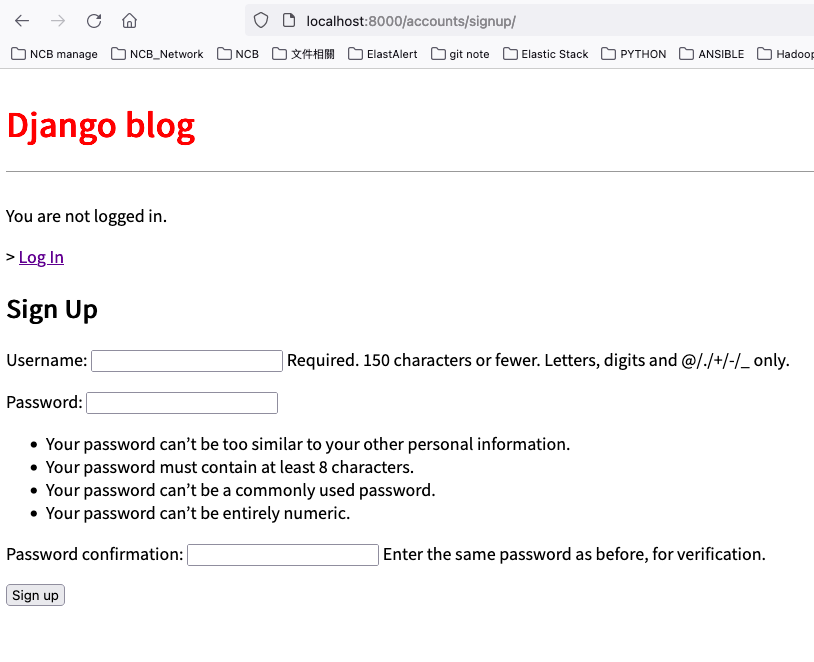 localhost:8000/accounts/signup/
NCB manage NCB_Network NCB 文件相關 ElastAlert git note Elastic Stack PYTHON ANSIBLE Hadoop
Django blog
You are not logged in.
> Log In
Sign Up
Username: Required. 150 characters or fewer. Letters, digits and @/./+/-/_ only.
Password:
• Your password can’t be too similar to your other personal information.
• Your password must contain at least 8 characters.
• Your password can’t be a commonly used password.
• Your password can’t be entirely numeric.
Password confirmation: Enter the same password as before, for verification.
Sign up